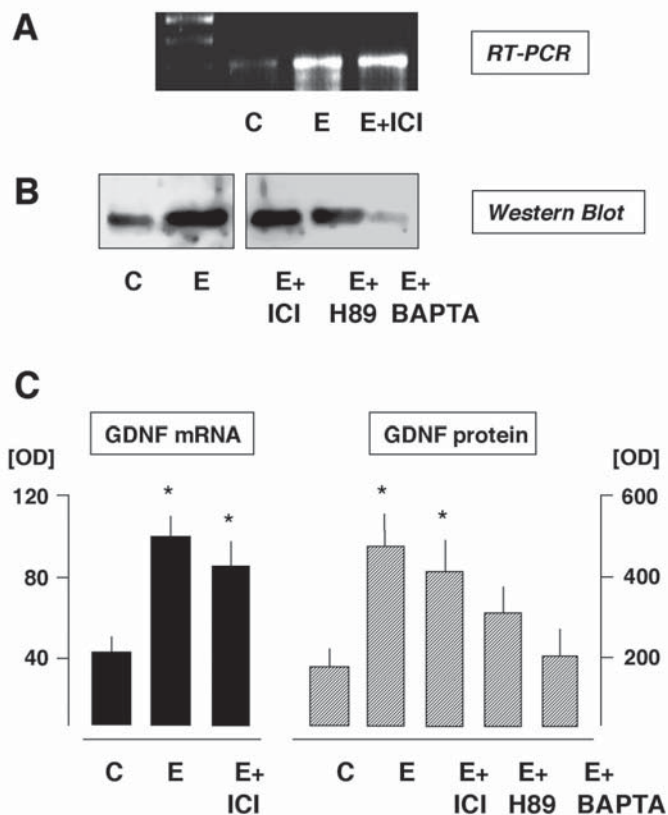 A
RT-PCR
C E E+ICI
B
Western Blot
C E E+ E+ E+
ICI H89 BAPTA
C
GDNF mRNA GDNF protein
[OD] [OD]
120 * * * * 600
80 400
40 200
C E E+ C E E+ E+ E+
ICI ICI H89 BAPTA